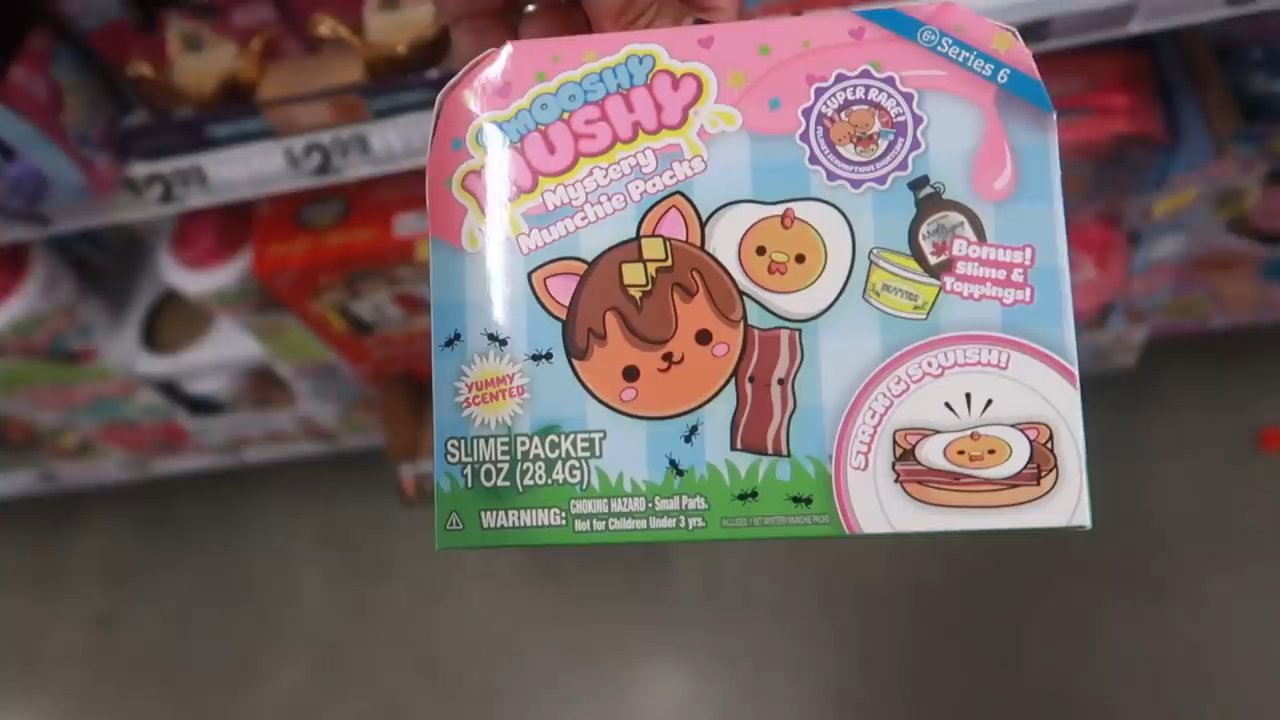 6+ Series 6
SMOOSHY
MUSHY
Mystery
Munchie Packs
SUPER RARE!
Bonus!
Slime &
Toppings!
YUMMY
SCENTED
STACK & SQUISH!
SLIME PACKET
1 OZ (28.4G)
WARNING:
CHOKING HAZARD - Small Parts.
Not for Children Under 3 yrs.